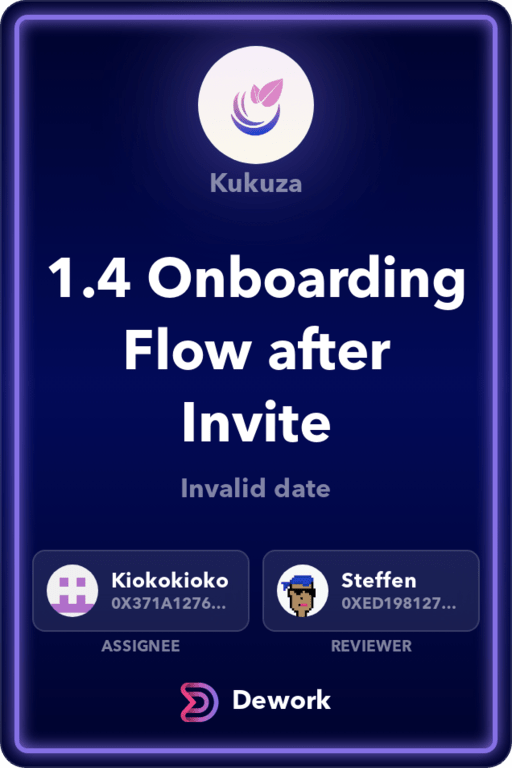 Kukuza
1.4 Onboarding
Flow after
Invite
Invalid date
Kiokokioko
0X371A1276...
Steffen
0XED198127...
ASSIGNEE
REVIEWER
Dework